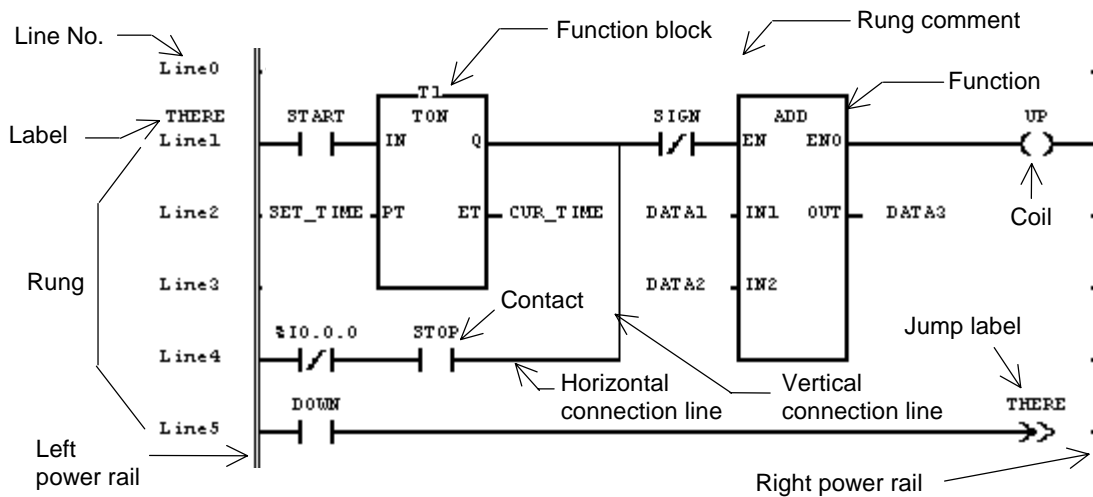 Line No.
Function block
Rung comment
Line0
Function
T1
TON
ADD
THERE
START
SIGN
UP
Label
Line1
IN
Q
EN
ENO
Line2
SET_TIME
PT
ET
CUR_TIME
DATA1
IN1
OUT
DATA3
Coil
Rung
Line3
DATA2
IN2
Contact
%I0.0.0
STOP
Jump label
Line4
Horizontal
connection line
Vertical
connection line
DOWN
THERE
Line5
Left
power rail
Right power rail